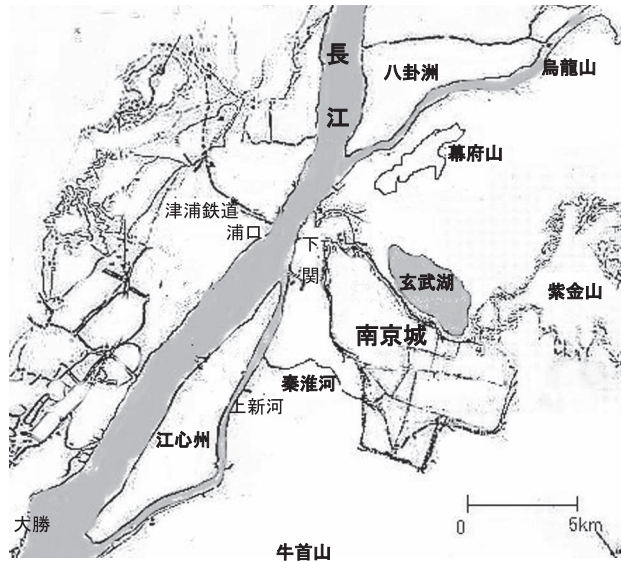 長
江
八卦洲
烏龍山
幕府山
津浦鉄道
浦口
下
関
玄武湖
紫金山
南京城
秦淮河
上新河
江心州
大勝
0 5km
牛首山